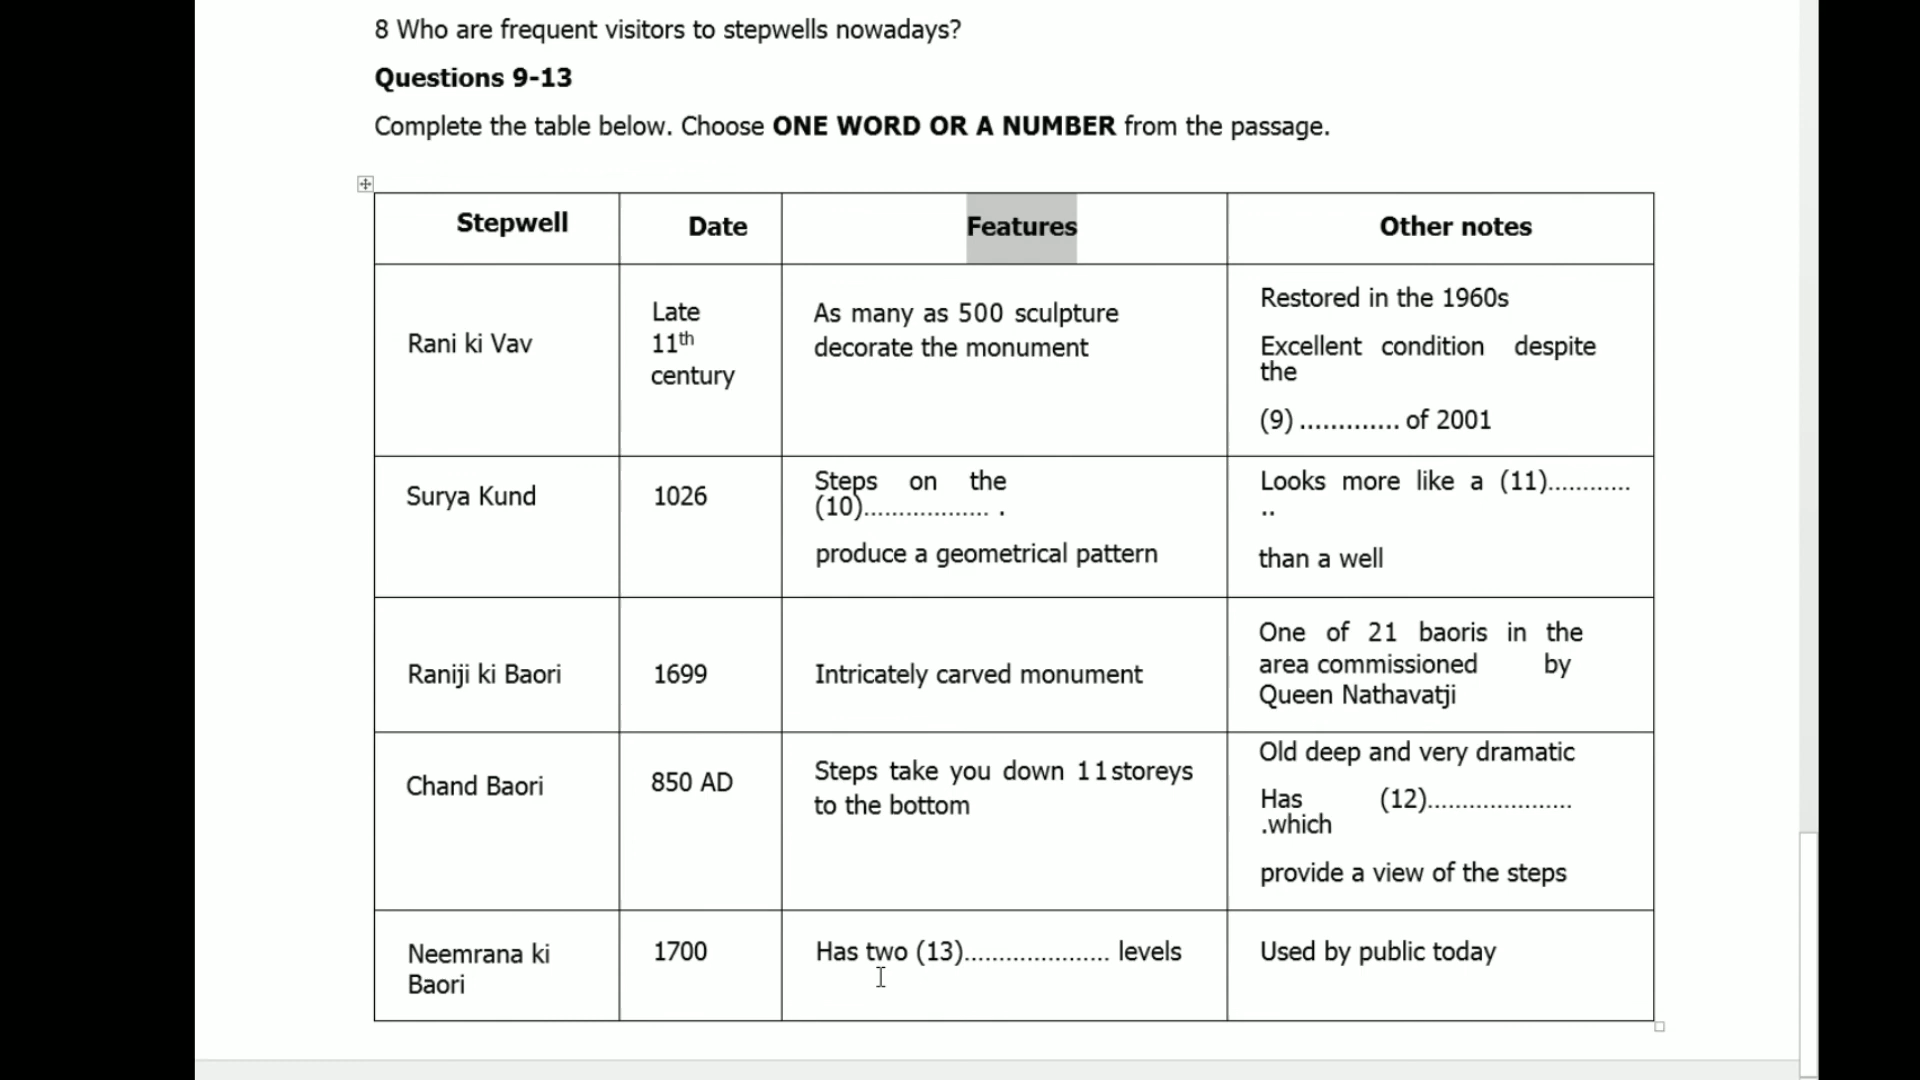 8 Who are frequent visitors to stepwells nowadays?
Questions 9-13
Complete the table below. Choose ONE WORD OR A NUMBER from the passage.
Stepwell
Date
Features
Other notes
Rani ki Vav
Late
11th
century
As many as 500 sculpture
decorate the monument
Restored in the 1960s
Excellent condition despite
the
(9) ............. of 2001
Surya Kund
1026
Steps on the
(10).................. .
produce a geometrical pattern
Looks more like a (11)............
..
than a well
Raniji ki Baori
1699
Intricately carved monument
One of 21 baoris in the
area commissioned by
Queen Nathavatji
Chand Baori
850 AD
Steps take you down 11storeys
to the bottom
Old deep and very dramatic
Has (12).....................
.which
provide a view of the steps
Neemrana ki
Baori
1700
Has two (13)..................... levels
Used by public today